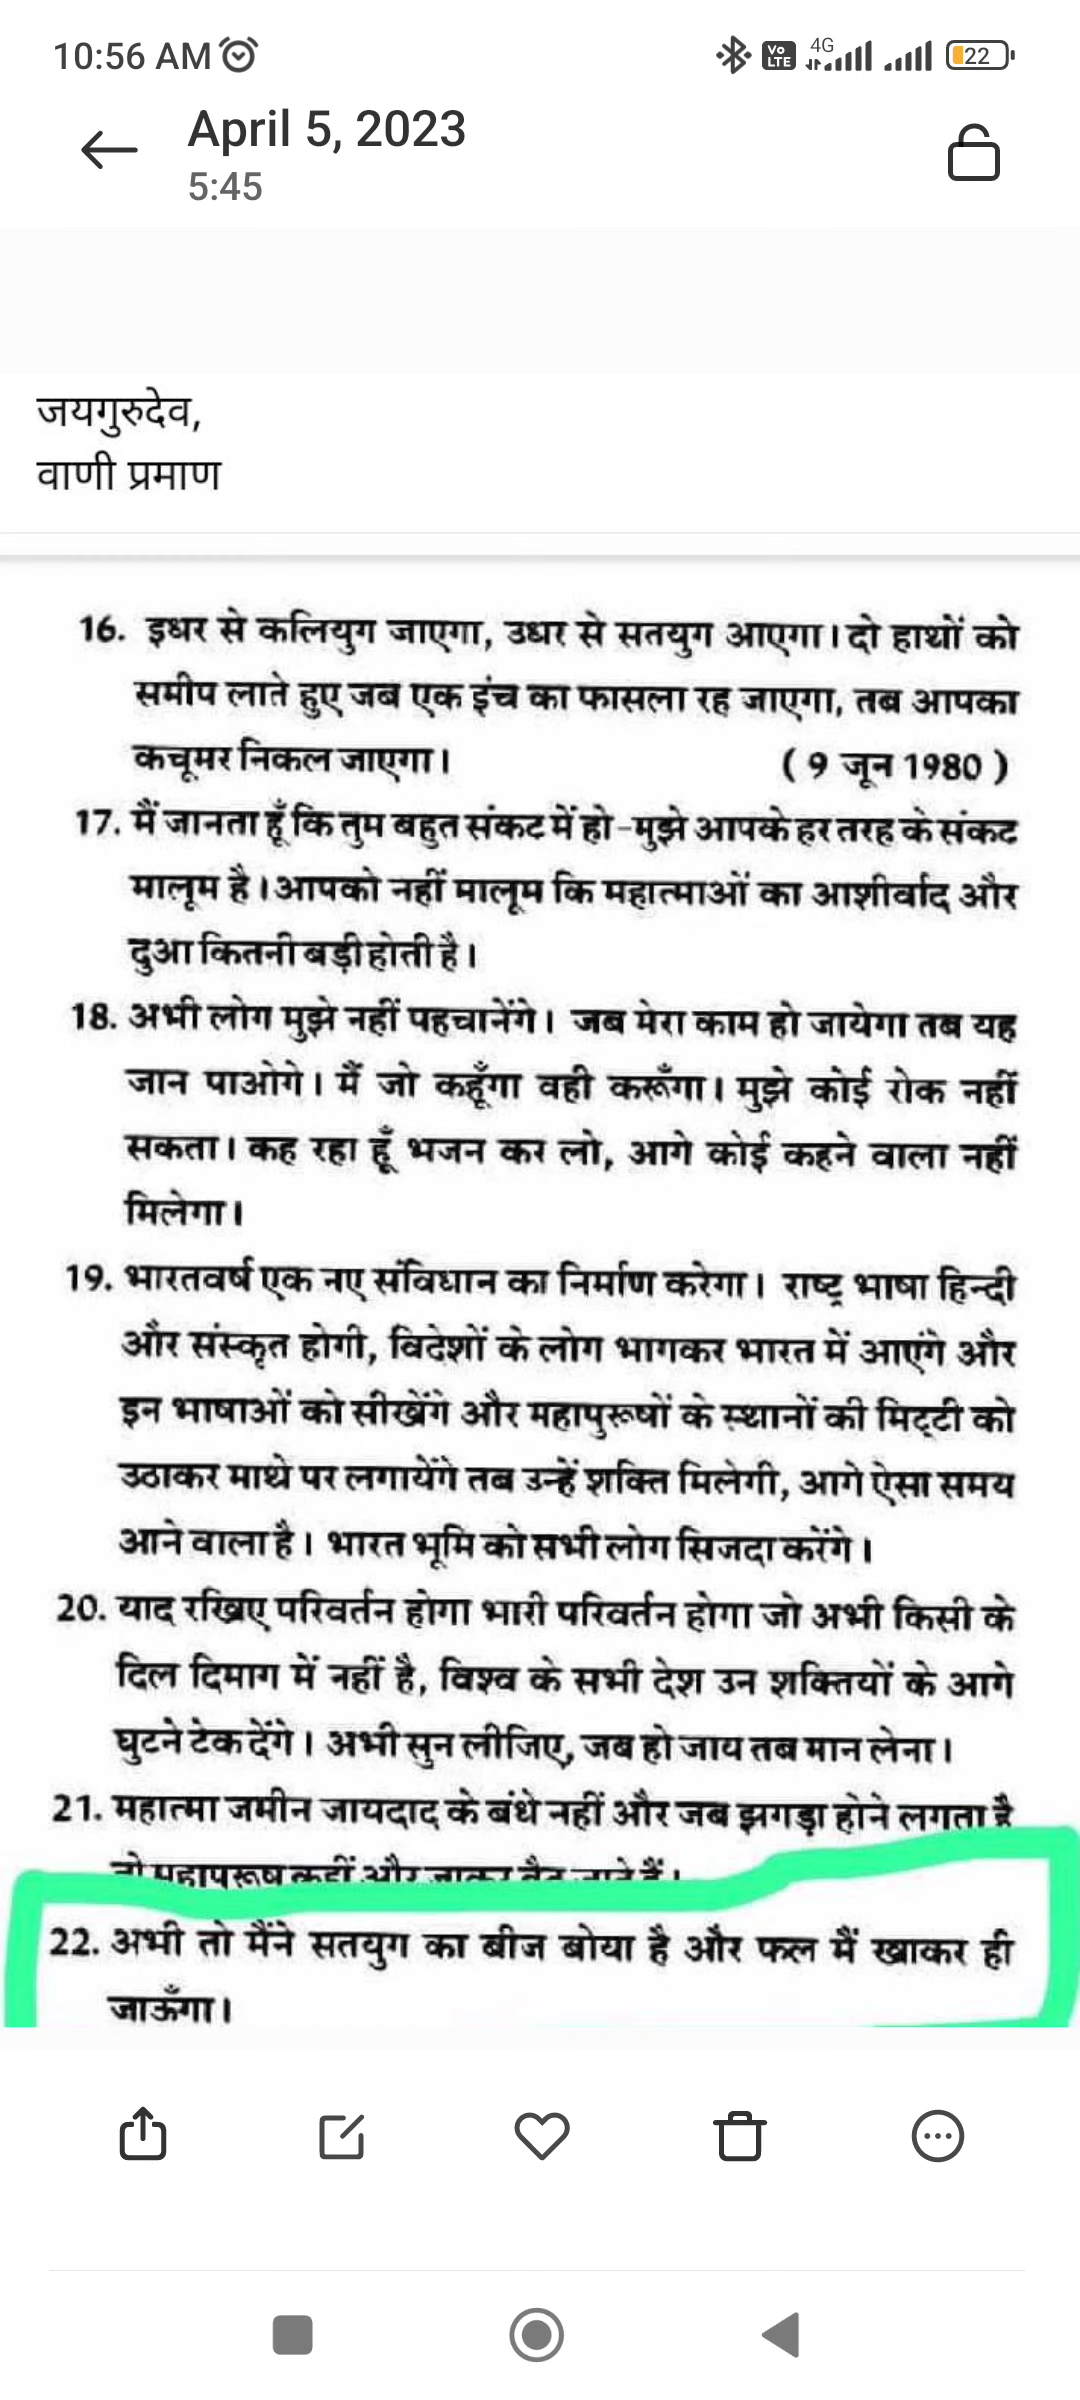 10:56 AM
Vo LTE 4G 22
April 5, 2023
5:45
जयगुरुदेव,
वाणी प्रमाण
16. इधर से कलियुग जाएगा, उधर से सतयुग आएगा। दो हाथों को
समीप लाते हुए जब एक इंच का फासला रह जाएगा, तब आपका
कचूमर निकल जाएगा। ( 9 जून 1980 )
17. मैं जानता हूँ कि तुम बहुत संकट में हो -मुझे आपके हर तरह के संकट
मालूम है। आपको नहीं मालूम कि महात्माओं का आशीर्वाद और
दुआ कितनी बड़ी होती है।
18. अभी लोग मुझे नहीं पहचानेंगे। जब मेरा काम हो जायेगा तब यह
जान पाओगे। मैं जो कहूँगा वही करूँगा। मुझे कोई रोक नहीं
सकता। कह रहा हूँ भजन कर लो, आगे कोई कहने वाला नहीं
मिलेगा।
19. भारतवर्ष एक नए संविधान का निर्माण करेगा। राष्ट्र भाषा हिन्दी
और संस्कृत होगी, विदेशों के लोग भागकर भारत में आएंगे और
इन भाषाओं को सीखेंगे और महापुरूषों के स्थानों की मिट्टी को
उठाकर माथे पर लगायेंगे तब उन्हें शक्ति मिलेगी, आगे ऐसा समय
आने वाला है। भारत भूमि को सभी लोग सिजदा करेंगे।
20. याद रखिए परिवर्तन होगा भारी परिवर्तन होगा जो अभी किसी के
दिल दिमाग में नहीं है, विश्व के सभी देश उन शक्तियों के आगे
घुटने टेक देंगे। अभी सुन लीजिए, जब हो जाय तब मान लेना।
21. महात्मा जमीन जायदाद के बंधे नहीं और जब झगड़ा होने लगता है
तो महापुरूष कहीं और जाकर बैठ जाते हैं।
22. अभी तो मैंने सतयुग का बीज बोया है और फल मैं खाकर ही
जाऊँगा।